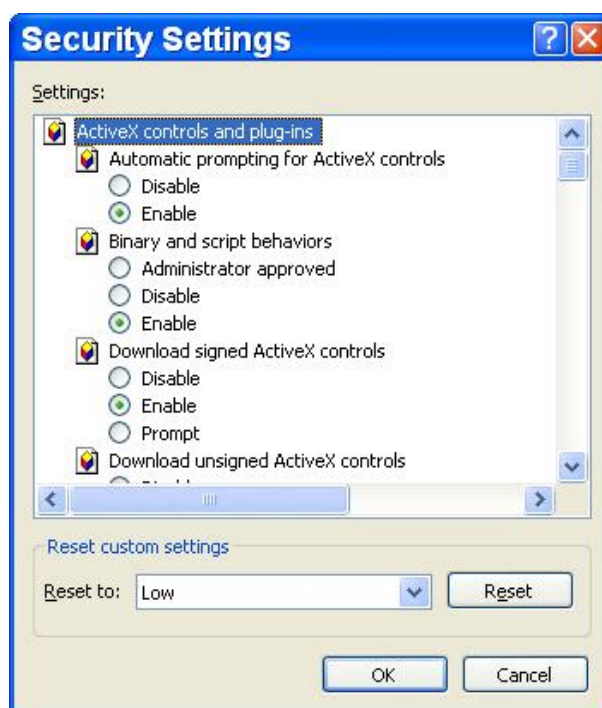 Security Settings
Settings:
ActiveX controls and plug-ins
Automatic prompting for ActiveX controls
Disable
Enable
Binary and script behaviors
Administrator approved
Disable
Enable
Download signed ActiveX controls
Disable
Enable
Prompt
Download unsigned ActiveX controls
Reset custom settings
Reset to: Low Reset
OK Cancel